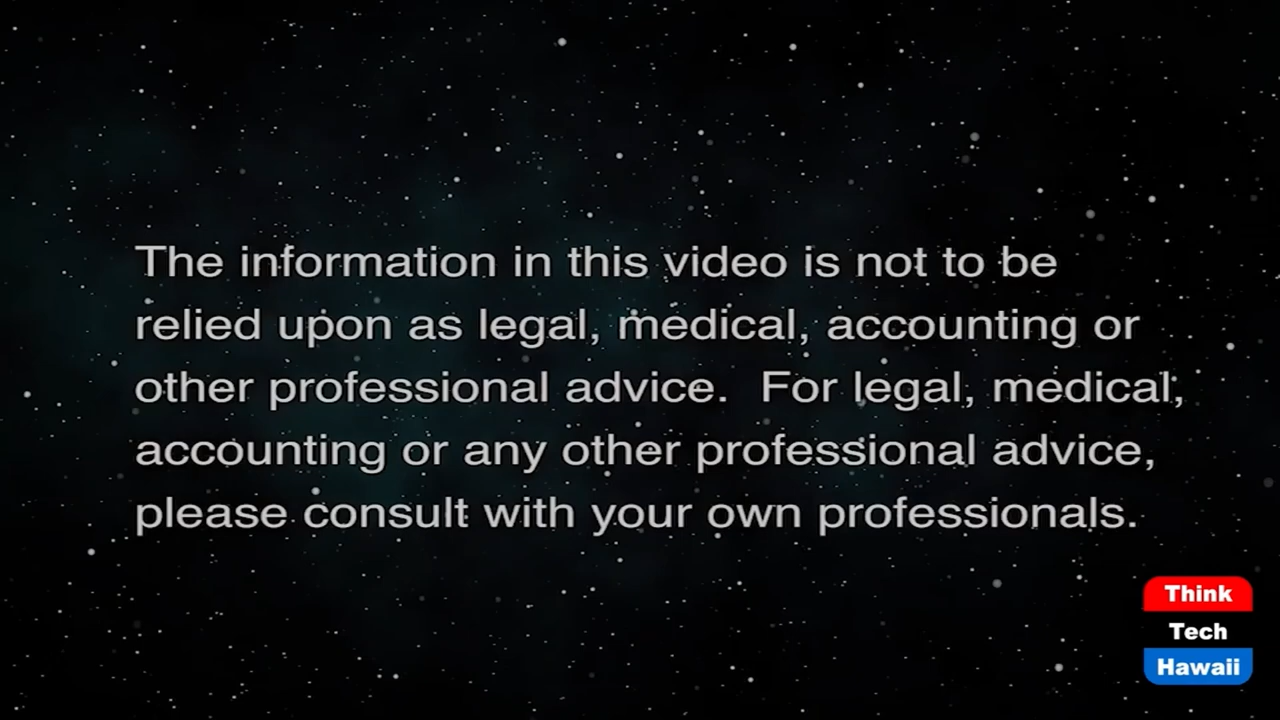 The information in this video is not to be
relied upon as legal, medical, accounting or
other professional advice.  For legal, medical,
accounting or any other professional advice,
please consult with your own professionals.
Think
Tech
Hawaii